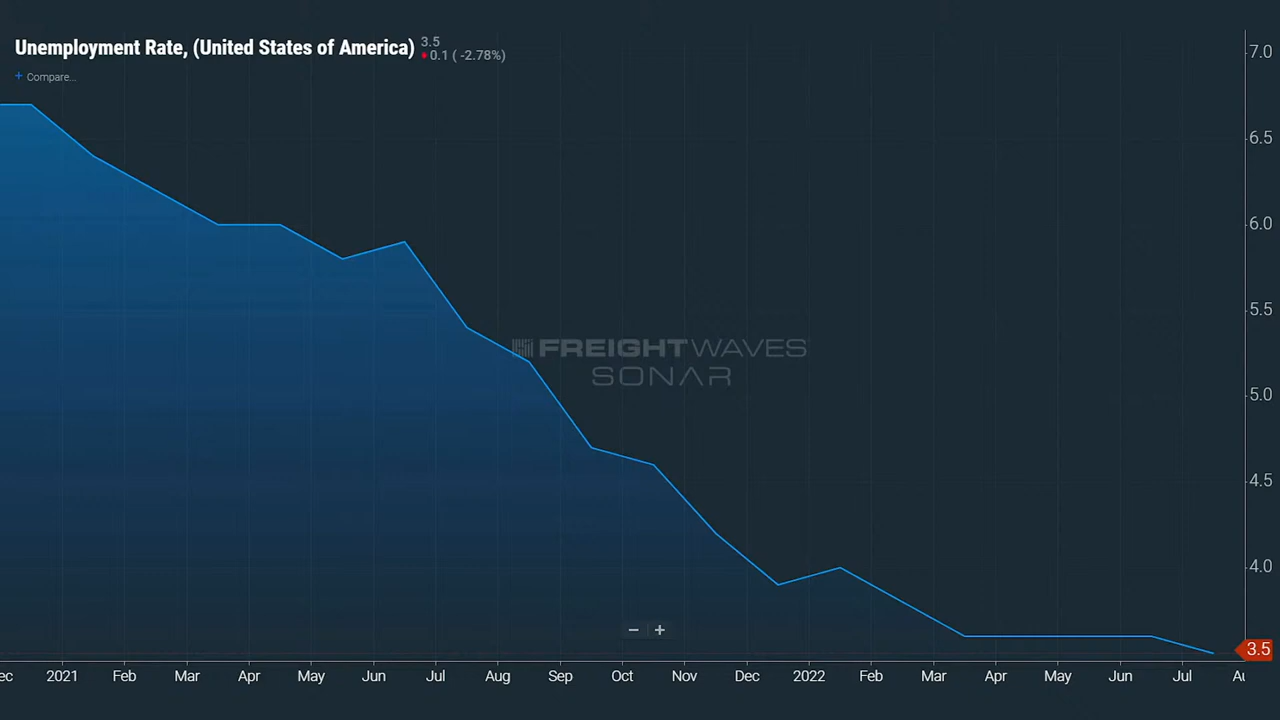 Unemployment Rate, (United States of America) 3.5
0.1 ( -2.78%)
+ Compare...
7.0
6.5
6.0
5.5
5.0
4.5
4.0
3.5
FREIGHTWAVES
SONAR
− +
ec 2021 Feb Mar Apr May Jun Jul Aug Sep Oct Nov Dec 2022 Feb Mar Apr May Jun Jul Au